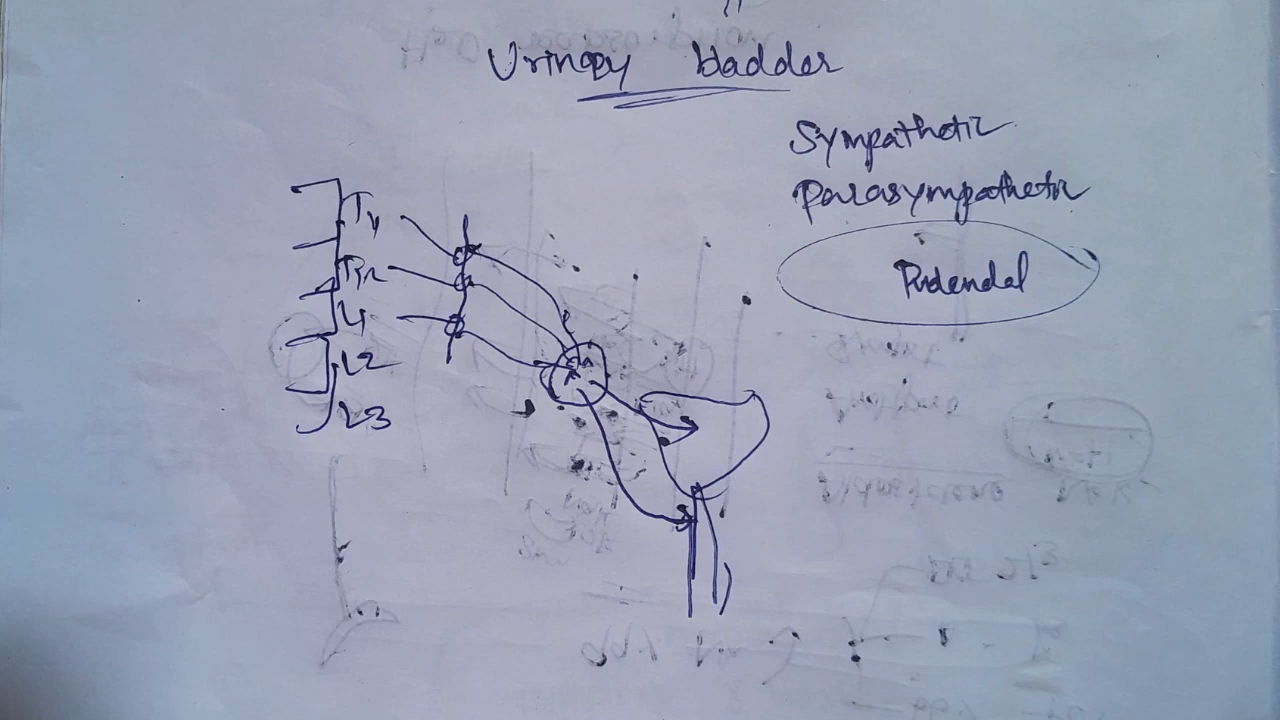 Urinary bladder
Sympathetic
Parasympathetic
Pudendal
T11
T12
L1
L2
L3